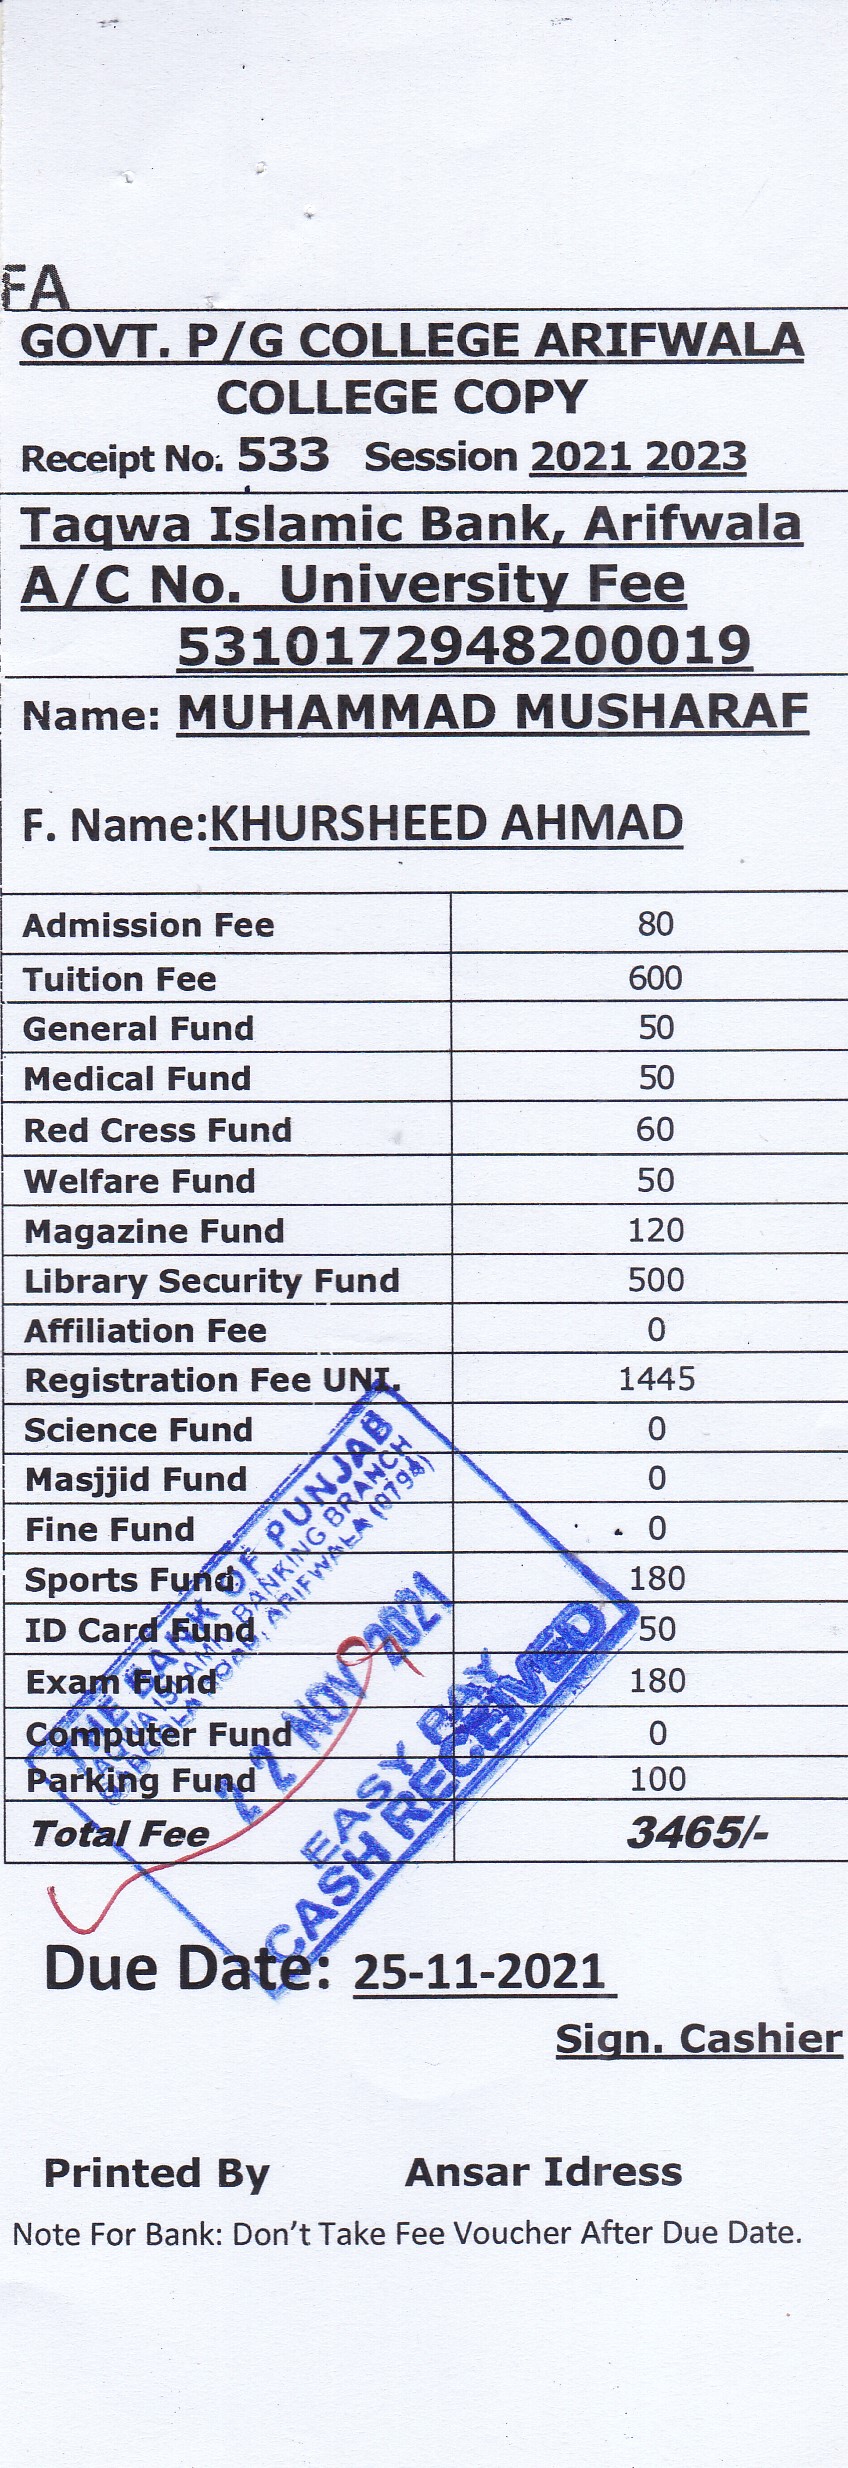 FA
GOVT. P/G COLLEGE ARIFWALA
COLLEGE COPY
Receipt No. 533 Session 2021 2023
Taqwa Islamic Bank, Arifwala
A/C No. University Fee
5310172948200019
Name: MUHAMMAD MUSHARAF
F. Name:KHURSHEED AHMAD
Admission Fee 80
Tuition Fee 600
General Fund 50
Medical Fund 50
Red Cress Fund 60
Welfare Fund 50
Magazine Fund 120
Library Security Fund 500
Affiliation Fee 0
Registration Fee UNI. 1445
Science Fund 0
Masjjid Fund 0
Fine Fund 0
Sports Fund 180
ID Card Fund 50
Exam Fund 180
Computer Fund 0
Parking Fund 100
Total Fee 3465/-
THE BANK OF PUNJAB
TAQWA ISLAMIC BANKING BRANCH
ROAD, ARIFWALA (0794)
22 NOV 2021
EASY PAY
CASH RECEIVED
Due Date: 25-11-2021
Sign. Cashier
Printed By Ansar Idress
Note For Bank: Don't Take Fee Voucher After Due Date.